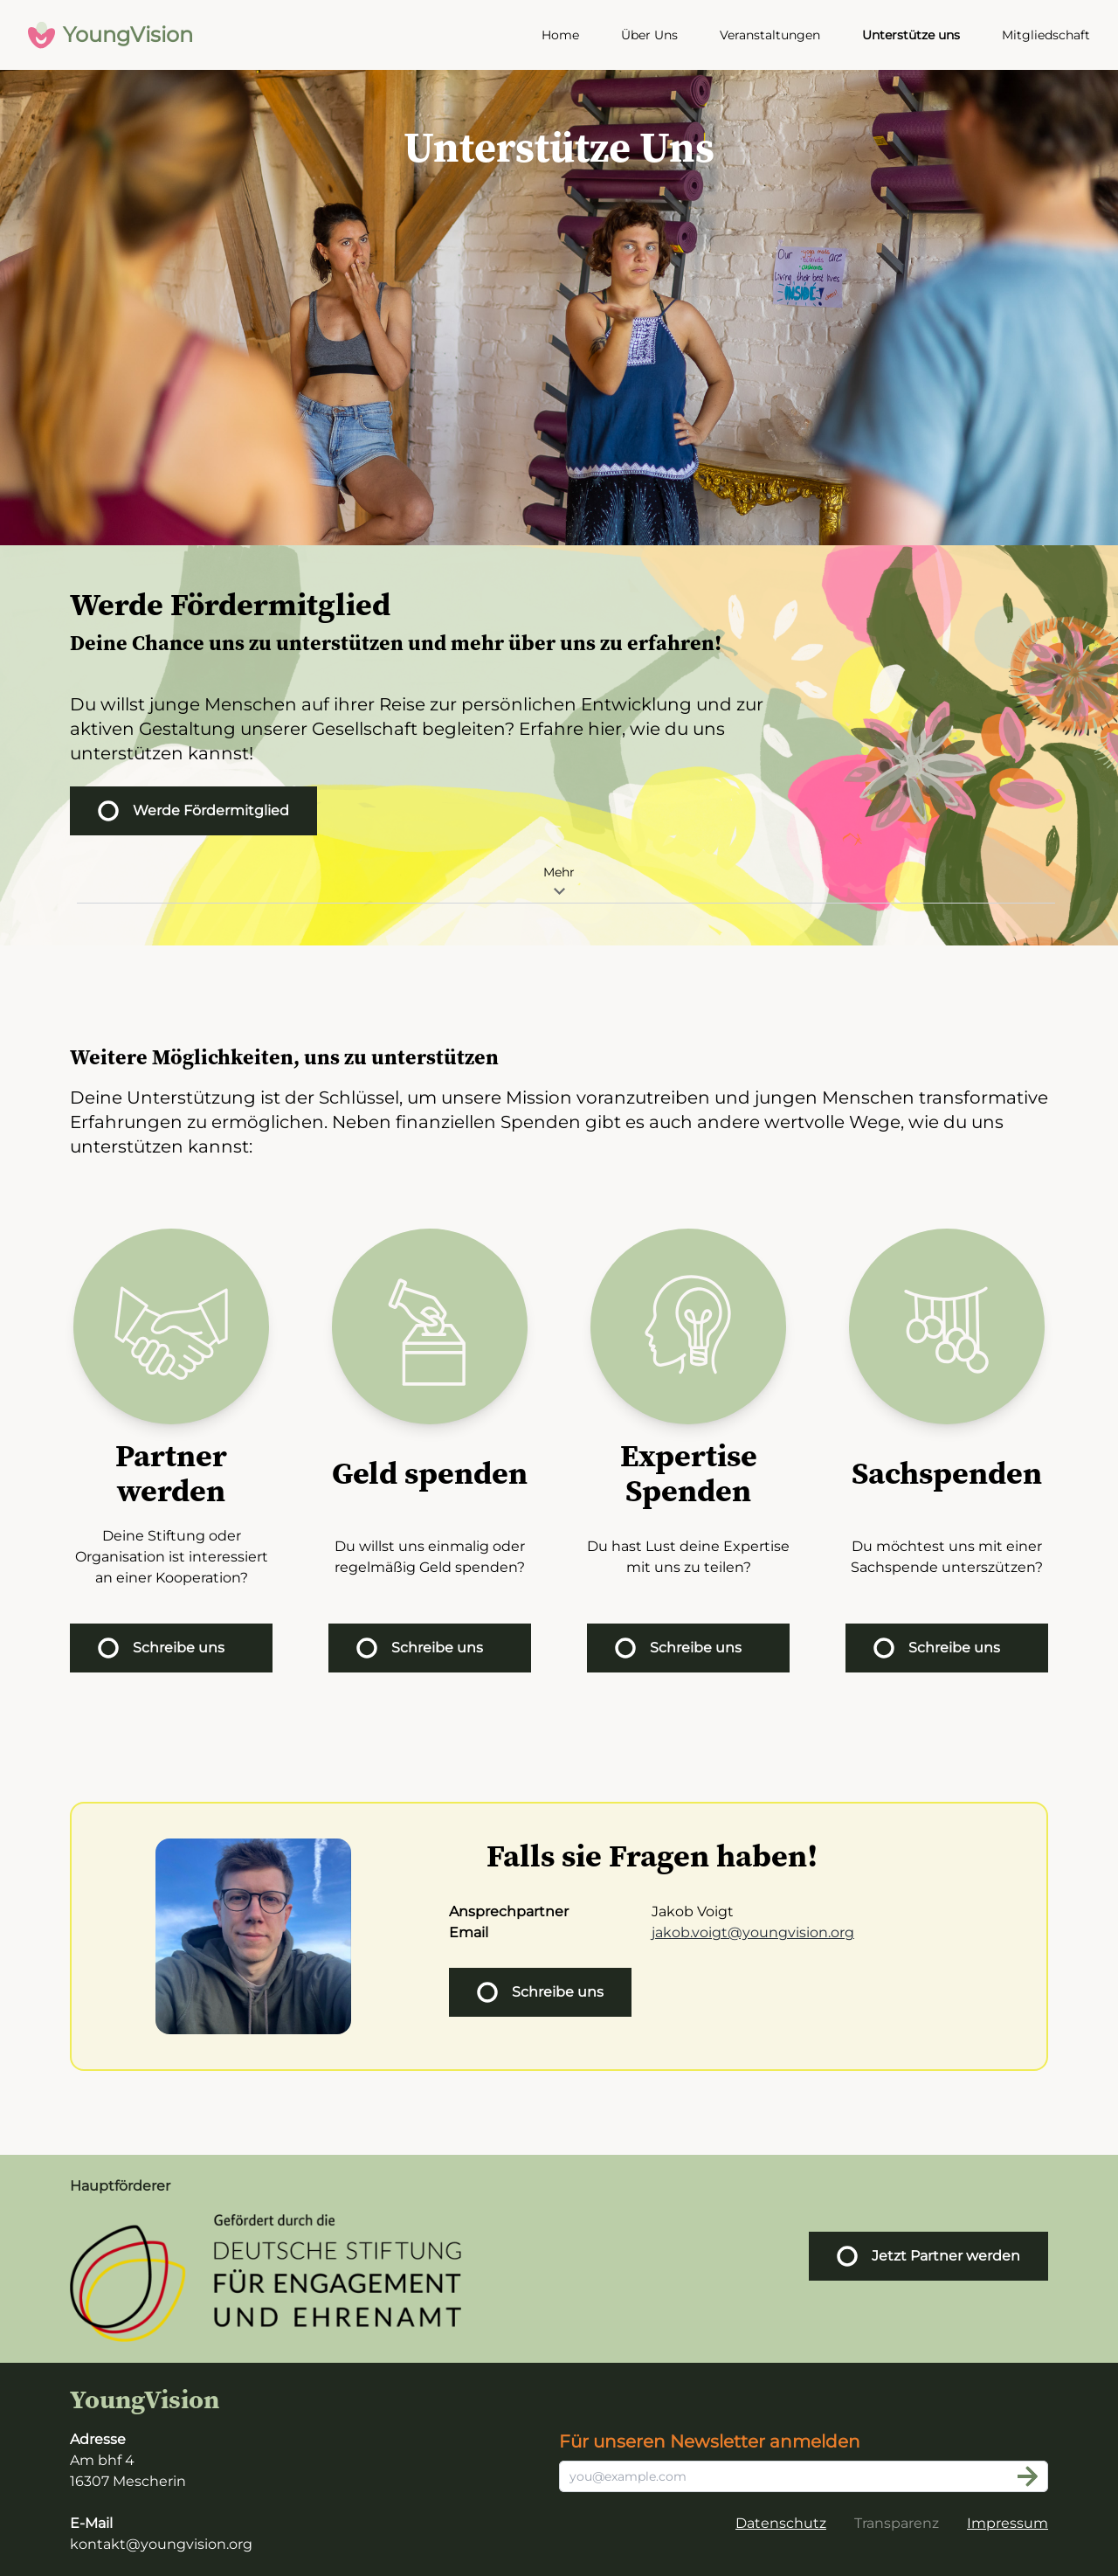 YoungVision
Home Über Uns Veranstaltungen Unterstütze uns Mitgliedschaft
Unterstütze Uns
Our are
living their best lives
INSIDE!
Werde Fördermitglied
Deine Chance uns zu unterstützen und mehr über uns zu erfahren!
Du willst junge Menschen auf ihrer Reise zur persönlichen Entwicklung und zur
aktiven Gestaltung unserer Gesellschaft begleiten? Erfahre hier, wie du uns
unterstützen kannst!
Werde Fördermitglied
Mehr
Weitere Möglichkeiten, uns zu unterstützen
Deine Unterstützung ist der Schlüssel, um unsere Mission voranzutreiben und jungen Menschen transformative
Erfahrungen zu ermöglichen. Neben finanziellen Spenden gibt es auch andere wertvolle Wege, wie du uns
unterstützen kannst:
Partner
werden
Deine Stiftung oder
Organisation ist interessiert
an einer Kooperation?
Schreibe uns
Geld spenden
Du willst uns einmalig oder
regelmäßig Geld spenden?
Schreibe uns
Expertise
Spenden
Du hast Lust deine Expertise
mit uns zu teilen?
Schreibe uns
Sachspenden
Du möchtest uns mit einer
Sachspende unterszützen?
Schreibe uns
Falls sie Fragen haben!
Ansprechpartner Jakob Voigt
Email jakob.voigt@youngvision.org
Schreibe uns
Hauptförderer
Gefördert durch die
DEUTSCHE STIFTUNG
FÜR ENGAGEMENT
UND EHRENAMT
Jetzt Partner werden
YoungVision
Adresse
Am bhf 4
16307 Mescherin
E-Mail
kontakt@youngvision.org
Für unseren Newsletter anmelden
you@example.com
Datenschutz Transparenz Impressum